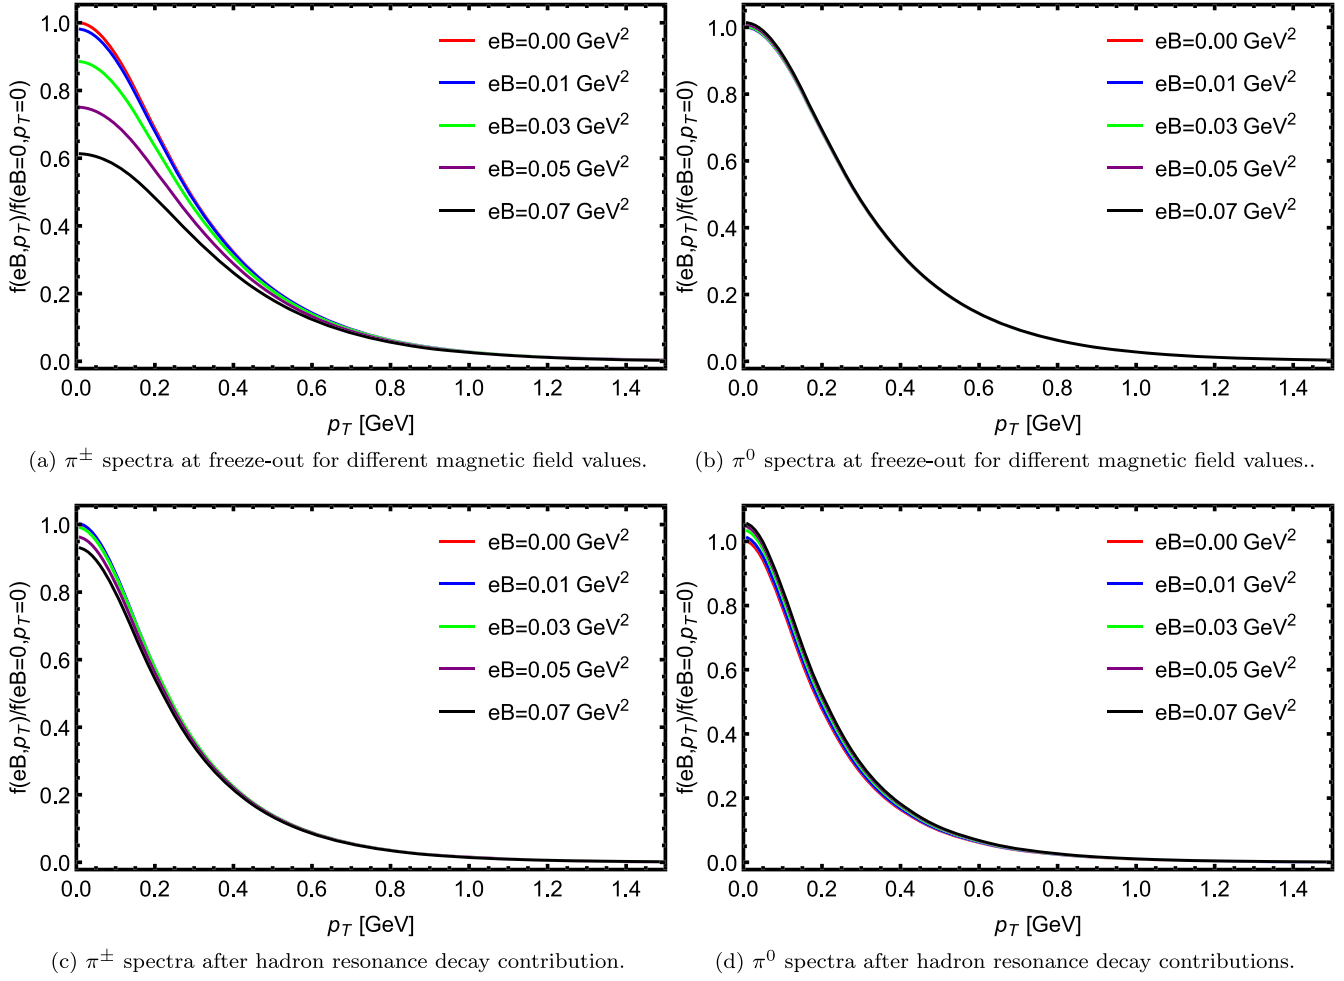 f(eB,p_T)/f(eB=0,p_T=0)
1.0
0.8
0.6
0.4
0.2
0.0
eB=0.00 GeV²
eB=0.01 GeV²
eB=0.03 GeV²
eB=0.05 GeV²
eB=0.07 GeV²
0.0 0.2 0.4 0.6 0.8 1.0 1.2 1.4
p_T [GeV]
(a) π± spectra at freeze-out for different magnetic field values.
f(eB,p_T)/f(eB=0,p_T=0)
1.0
0.8
0.6
0.4
0.2
0.0
eB=0.00 GeV²
eB=0.01 GeV²
eB=0.03 GeV²
eB=0.05 GeV²
eB=0.07 GeV²
0.0 0.2 0.4 0.6 0.8 1.0 1.2 1.4
p_T [GeV]
(b) π⁰ spectra at freeze-out for different magnetic field values..
f(eB,p_T)/f(eB=0,p_T=0)
1.0
0.8
0.6
0.4
0.2
0.0
eB=0.00 GeV²
eB=0.01 GeV²
eB=0.03 GeV²
eB=0.05 GeV²
eB=0.07 GeV²
0.0 0.2 0.4 0.6 0.8 1.0 1.2 1.4
p_T [GeV]
(c) π± spectra after hadron resonance decay contribution.
f(eB,p_T)/f(eB=0,p_T=0)
1.0
0.8
0.6
0.4
0.2
0.0
eB=0.00 GeV²
eB=0.01 GeV²
eB=0.03 GeV²
eB=0.05 GeV²
eB=0.07 GeV²
0.0 0.2 0.4 0.6 0.8 1.0 1.2 1.4
p_T [GeV]
(d) π⁰ spectra after hadron resonance decay contributions.